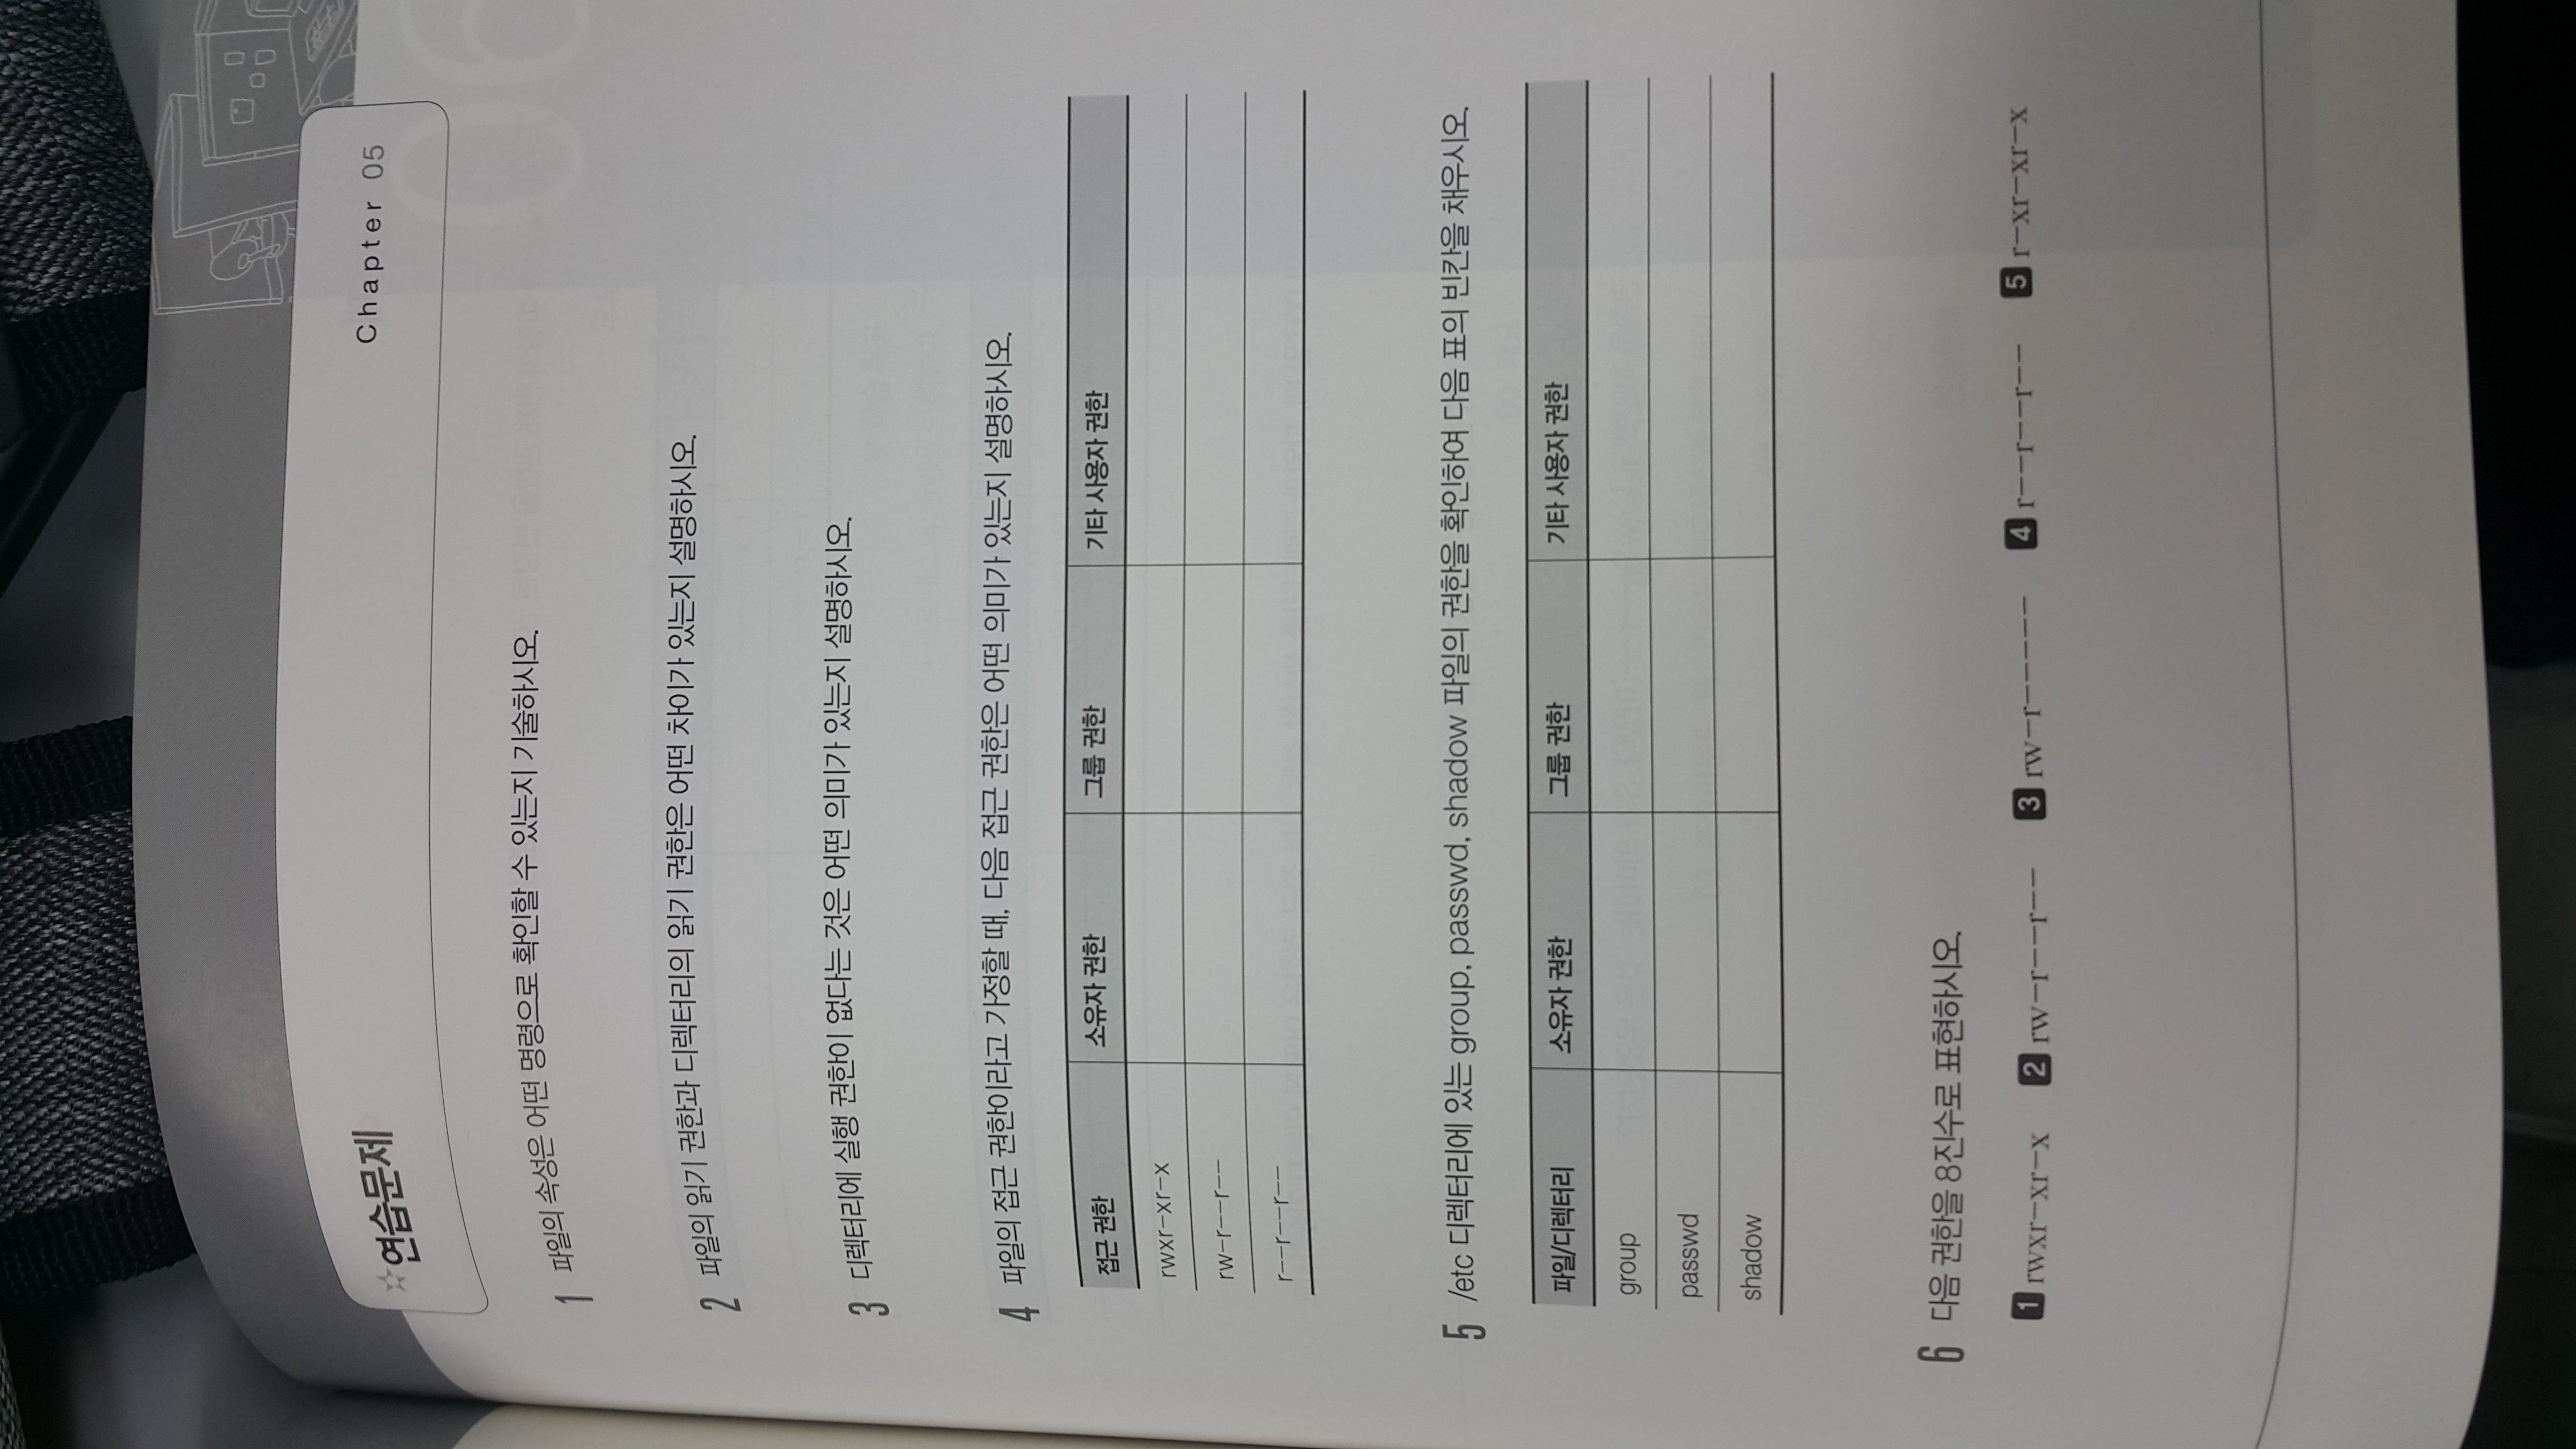 ☆연습문제
Chapter 05
1 파일의 속성은 어떤 명령으로 확인할 수 있는지 기술하시오.
2 파일의 읽기 권한과 디렉터리의 읽기 권한은 어떤 차이가 있는지 설명하시오.
3 디렉터리에 실행 권한이 없다는 것은 어떤 의미가 있는지 설명하시오.
4 파일의 접근 권한이라고 가정할 때, 다음 접근 권한은 어떤 의미가 있는지 설명하시오.
접근 권한 소유자 권한 그룹 권한 기타 사용자 권한
rwxr-xr-x
rw-r--r--
r--r--r--
5 /etc 디렉터리에 있는 group, passwd, shadow 파일의 권한을 확인하여 다음 표의 빈칸을 채우시오.
파일/디렉터리 소유자 권한 그룹 권한 기타 사용자 권한
group
passwd
shadow
6 다음 권한을 8진수로 표현하시오.
1 rwxr-xr-x 2 rw-r--r-- 3 rw-r----- 4 r--r--r-- 5 r-xr-xr-x